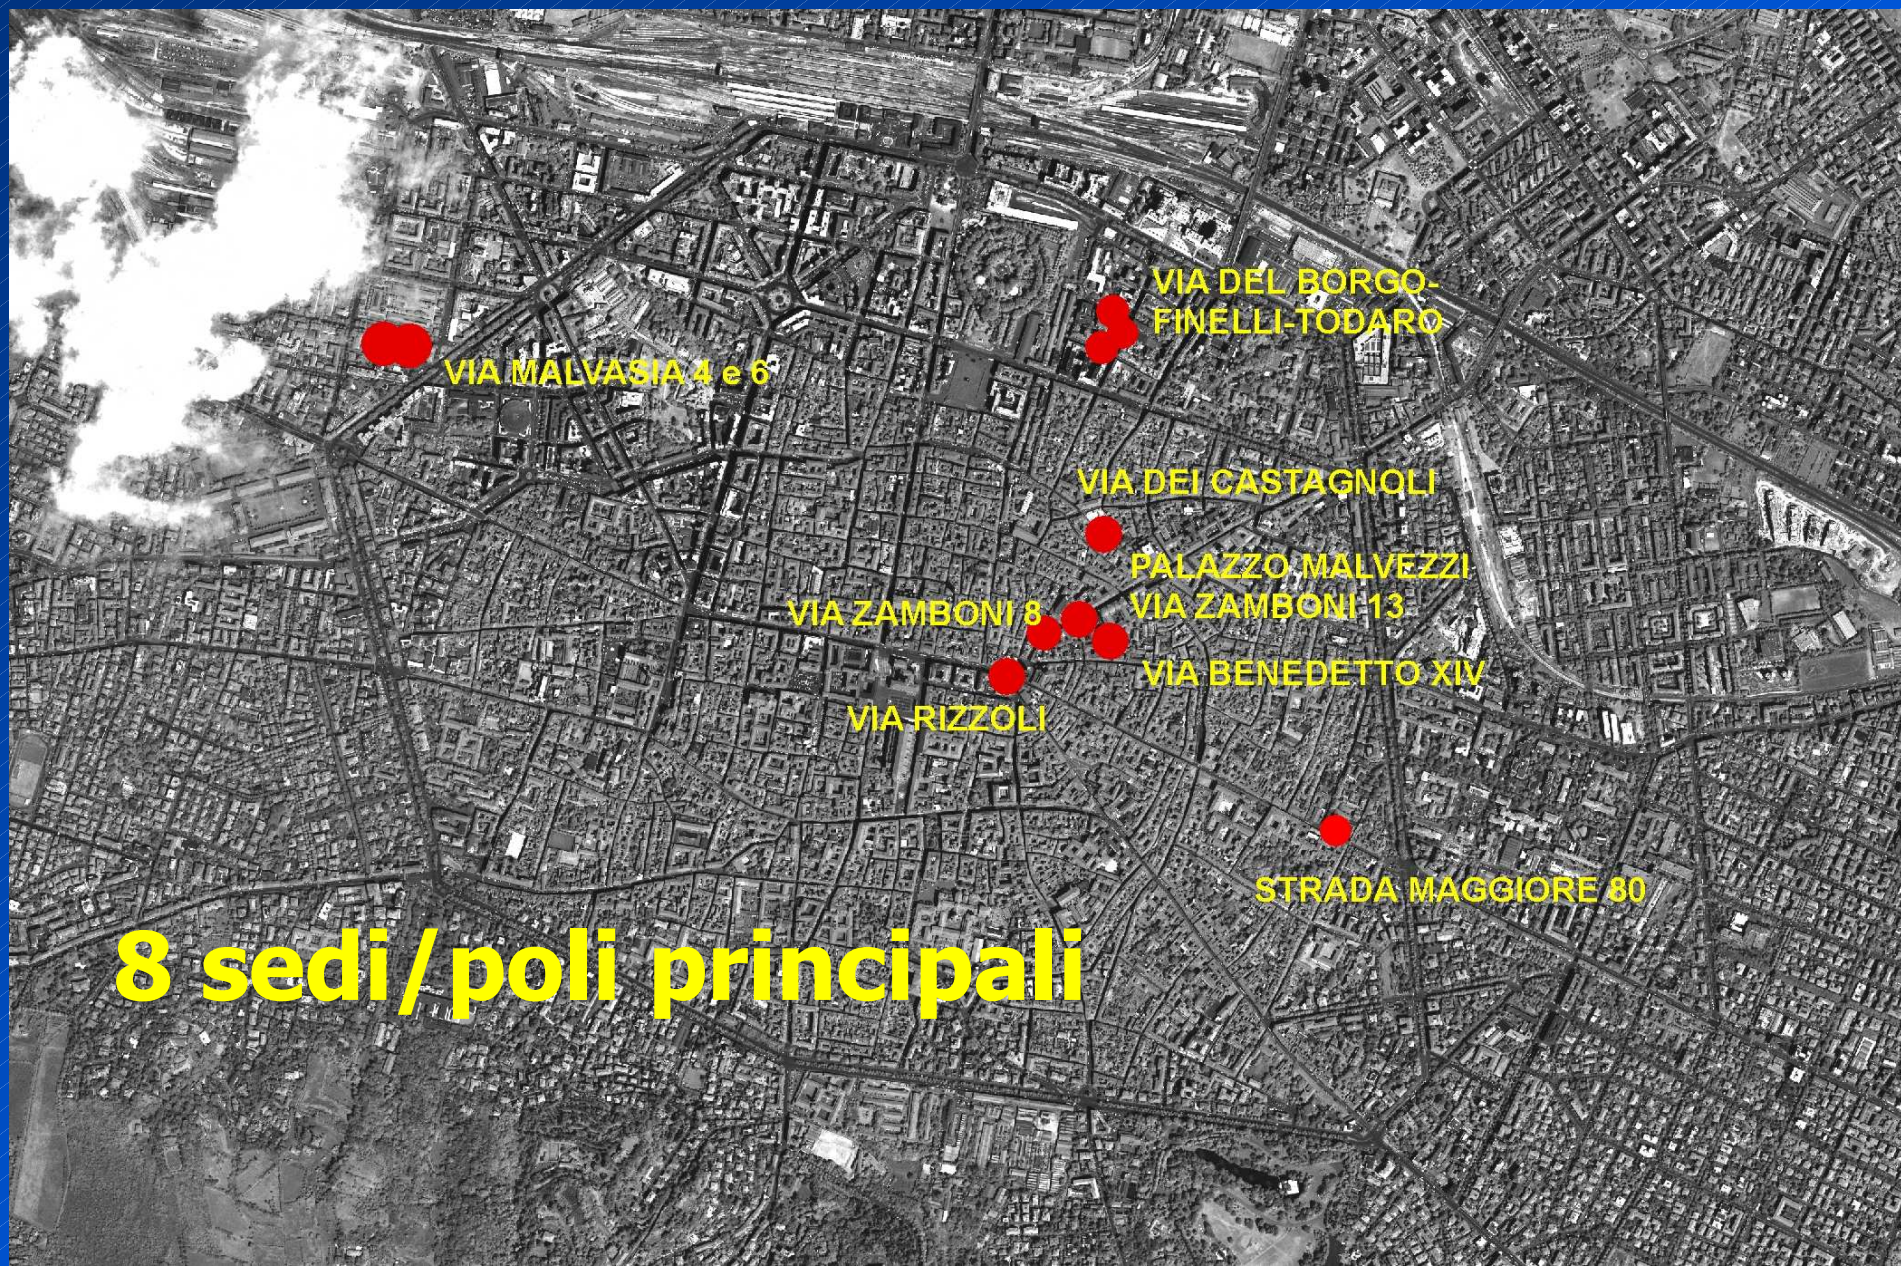 VIA DEL BORGO-
FINELLI-TODARO
VIA MALVASIA 4 e 6
VIA DEI CASTAGNOLI
PALAZZO MALVEZZI
VIA ZAMBONI 13
VIA ZAMBONI 8
VIA BENEDETTO XIV
VIA RIZZOLI
STRADA MAGGIORE 80
8 sedi/poli principali